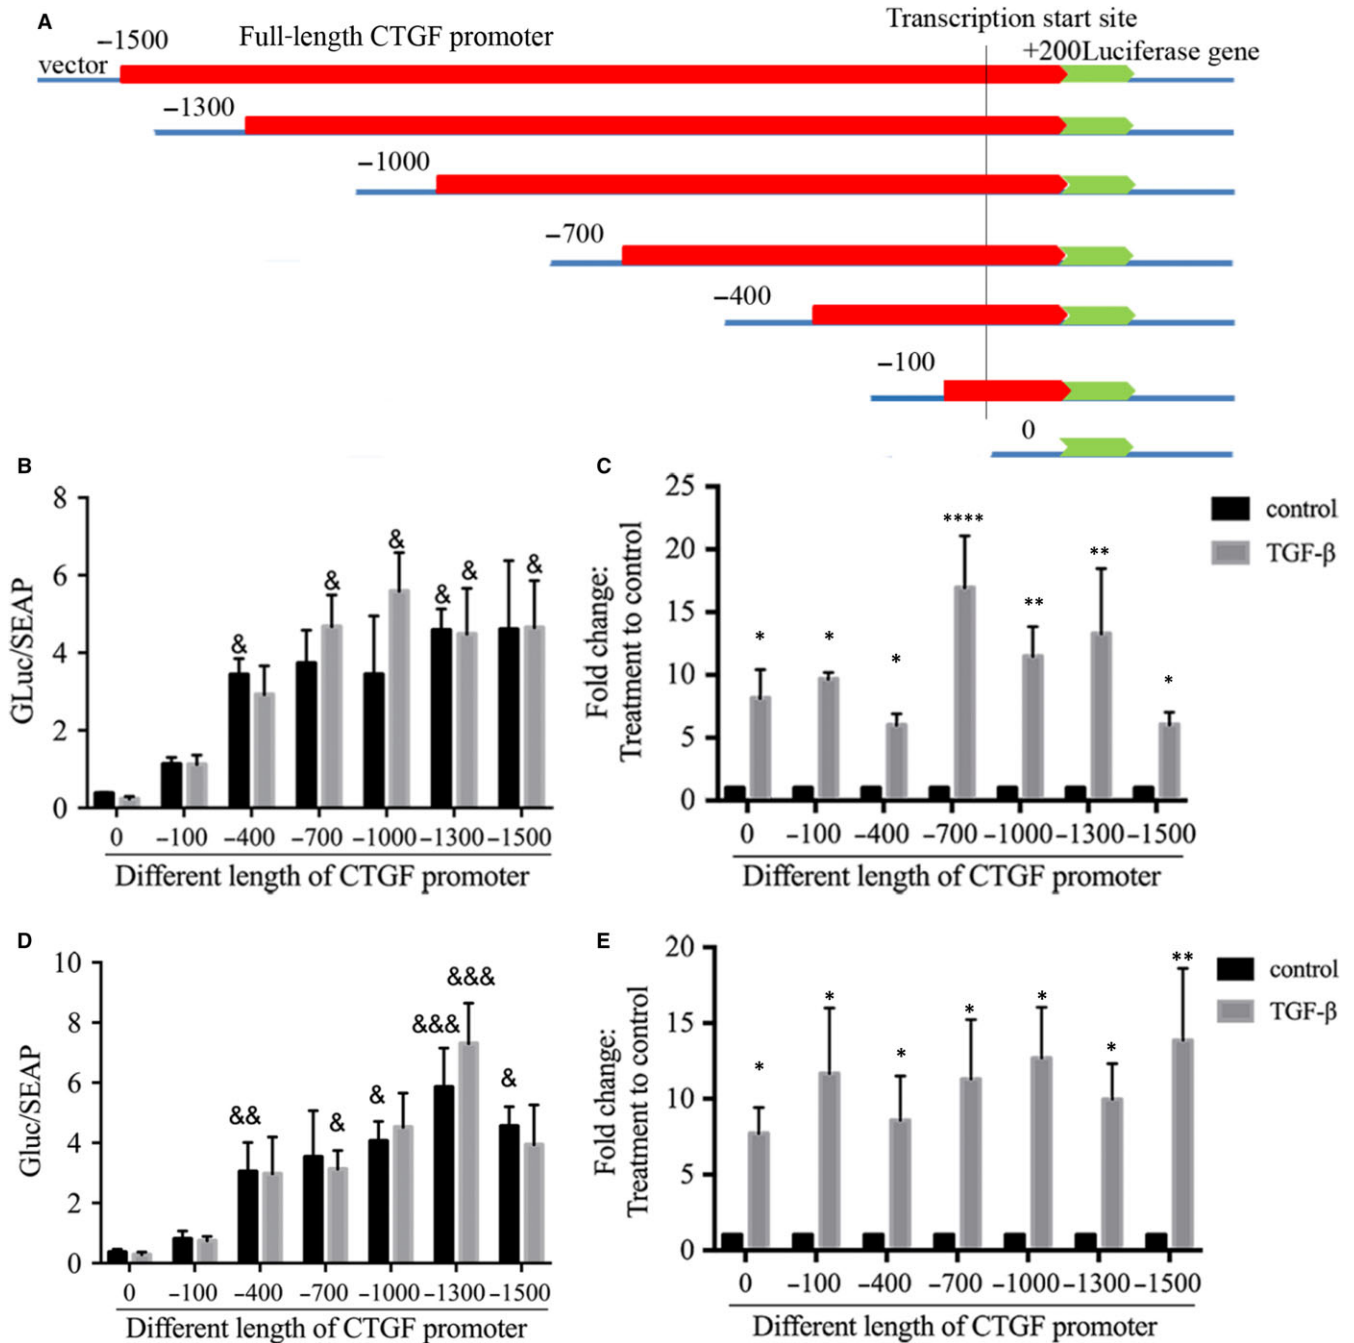 A
Transcription start site
−1500
Full-length CTGF promoter
+200Luciferase gene
vector
−1300
−1000
−700
−400
−100
0
B
GLuc/SEAP
8
6
4
2
0
& & & & & &
0 −100 −400 −700 −1000 −1300 −1500
Different length of CTGF promoter
C
Fold change:
Treatment to control
25
20
15
10
5
0
* * * **** ** ** *
control
TGF-β
0 −100 −400 −700 −1000 −1300 −1500
Different length of CTGF promoter
D
Gluc/SEAP
10
8
6
4
2
0
&& & & &&& &&& &
0 −100 −400 −700 −1000 −1300 −1500
Different length of CTGF promoter
E
Fold change:
Treatment to control
20
15
10
5
0
* * * * * * **
control
TGF-β
0 −100 −400 −700 −1000 −1300 −1500
Different length of CTGF promoter